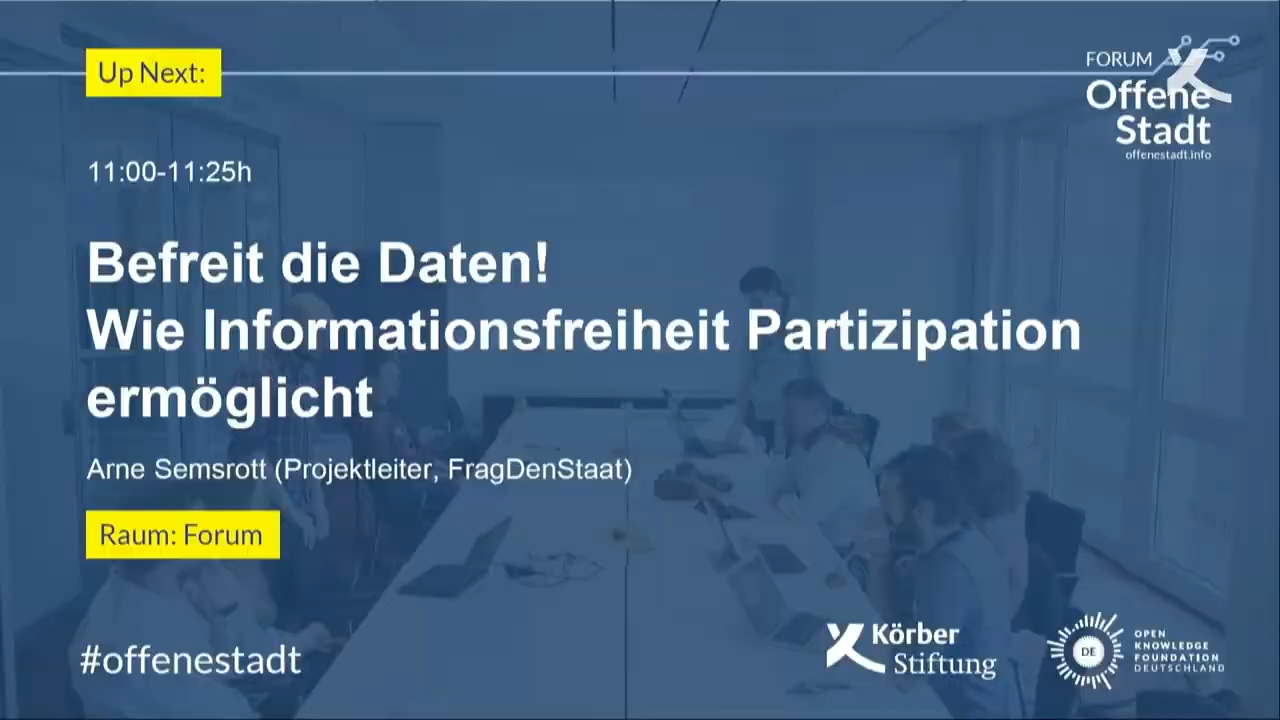 Up Next:
FORUM
Offene
Stadt
offenestadt.info
11:00-11:25h
Befreit die Daten!
Wie Informationsfreiheit Partizipation
ermöglicht
Arne Semsrott (Projektleiter, FragDenStaat)
Raum: Forum
#offenestadt
Körber
Stiftung
DE
OPEN
KNOWLEDGE
FOUNDATION
DEUTSCHLAND